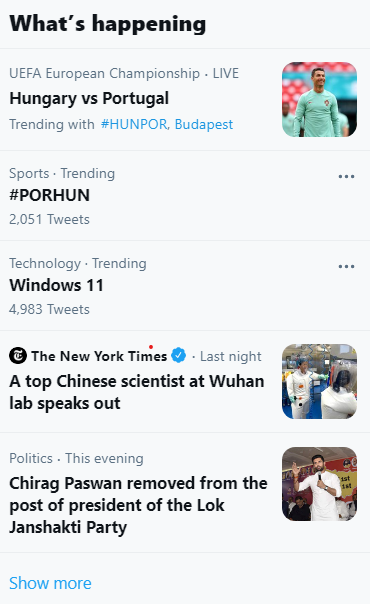 What's happening
UEFA European Championship · LIVE
Hungary vs Portugal
Trending with #HUNPOR, Budapest
Sports · Trending
#PORHUN
2,051 Tweets
Technology · Trending
Windows 11
4,983 Tweets
The New York Times · Last night
A top Chinese scientist at Wuhan
lab speaks out
Politics · This evening
Chirag Paswan removed from the
post of president of the Lok
Janshakti Party
Show more